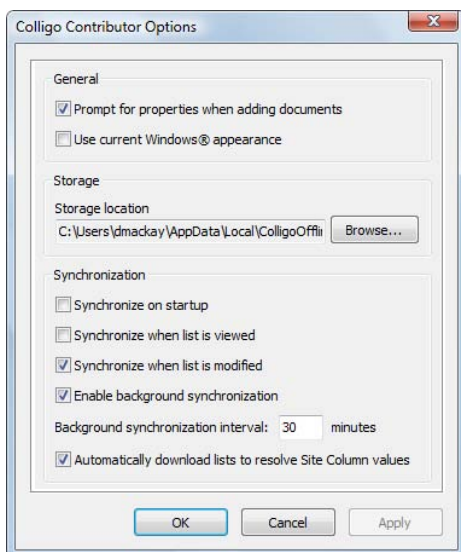 Colligo Contributor Options
General
Prompt for properties when adding documents
Use current Windows® appearance
Storage
Storage location
C:\Users\dmackay\AppData\Local\ColligoOfflin
Browse...
Synchronization
Synchronize on startup
Synchronize when list is viewed
Synchronize when list is modified
Enable background synchronization
Background synchronization interval: 30 minutes
Automatically download lists to resolve Site Column values
OK Cancel Apply